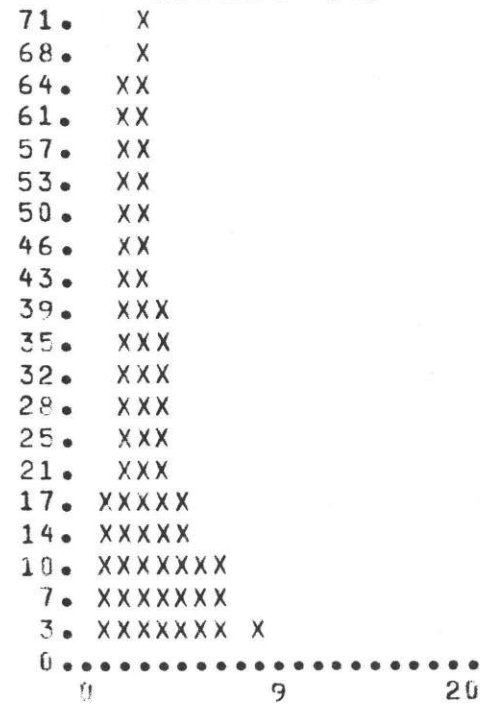 71. X
68. X
64. XX
61. XX
57. XX
53. XX
50. XX
46. XX
43. XX
39. XXX
35. XXX
32. XXX
28. XXX
25. XXX
21. XXX
17. XXXXX
14. XXXXX
10. XXXXXXX
7. XXXXXXX
3. XXXXXXX X
0......................
0 9 20